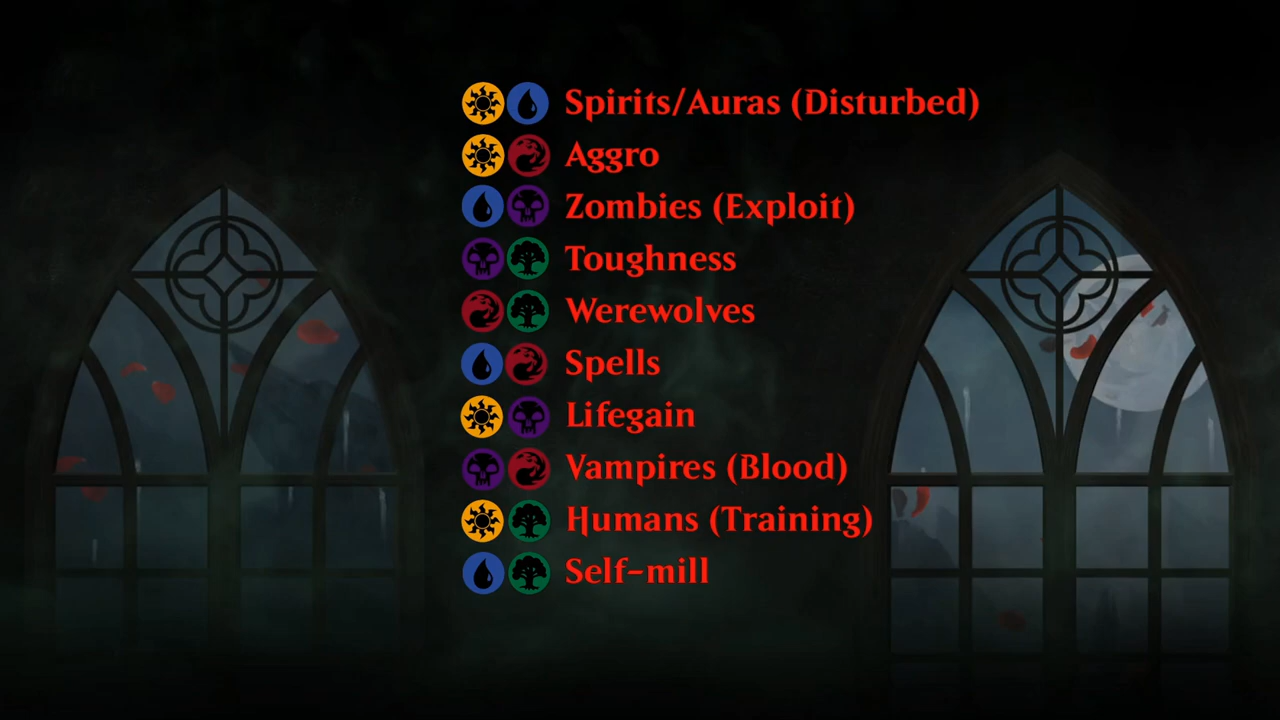 Spirits/Auras (Disturbed)
Aggro
Zombies (Exploit)
Toughness
Werewolves
Spells
Lifegain
Vampires (Blood)
Humans (Training)
Self-mill